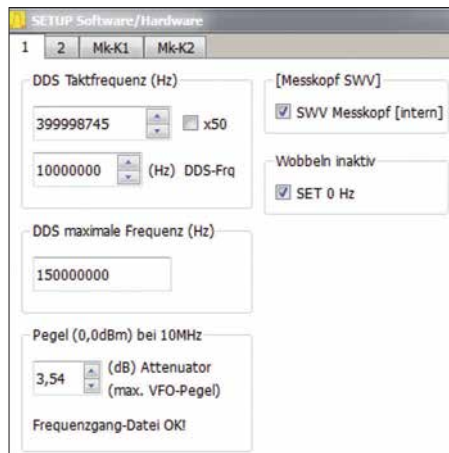 SETUP Software/Hardware
1 2 Mk-K1 Mk-K2
DDS Taktfrequenz (Hz)
399998745 x50
10000000 (Hz) DDS-Frq
DDS maximale Frequenz (Hz)
150000000
Pegel (0,0dBm) bei 10MHz
3,54 (dB) Attenuator
(max. VFO-Pegel)
Frequenzgang-Datei OK!
[Messkopf SWV]
SWV Messkopf [intern]
Wobbeln inaktiv
SET 0 Hz